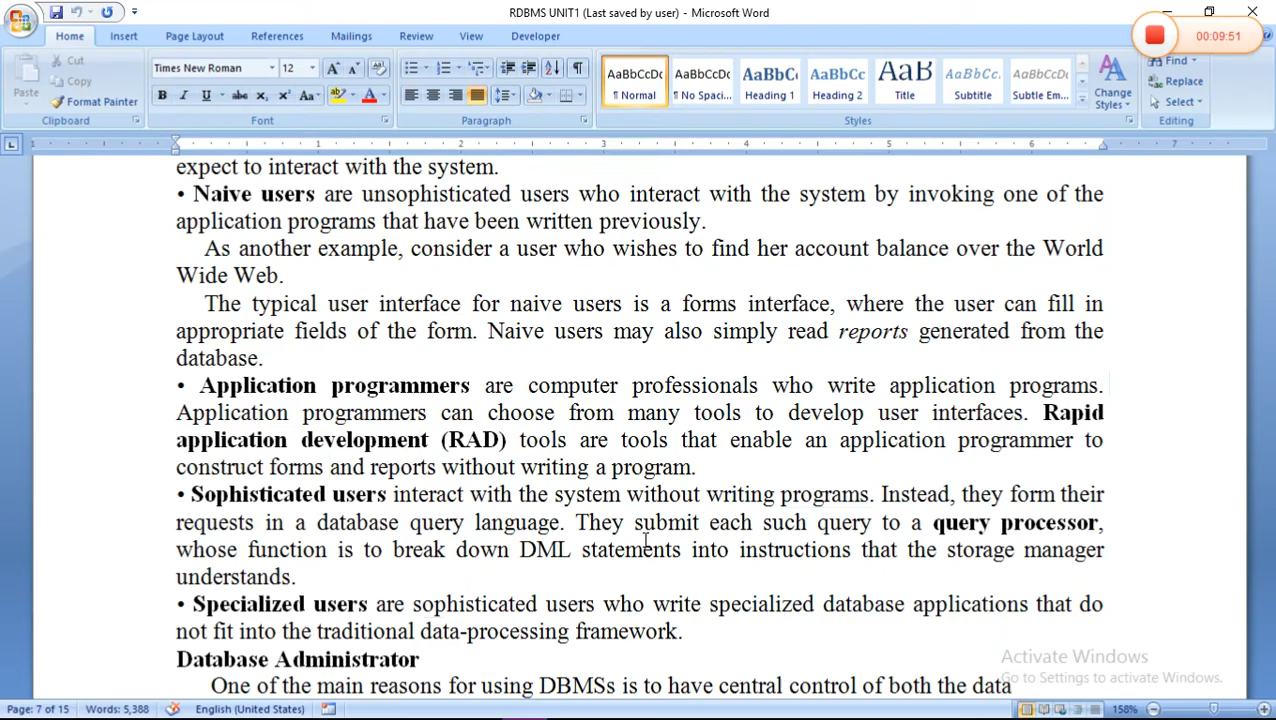 RDBMS UNIT1 (Last saved by user) - Microsoft Word
00:09:51
Home Insert Page Layout References Mailings Review View Developer
Paste
Cut
Copy
Format Painter
Times New Roman 12
AaBbCcDc AaBbCcDc AaBbC AaBbCc AaB AaBbCc. AaBbCcDc
¶ Normal ¶ No Spaci... Heading 1 Heading 2 Title Subtitle Subtle Em...
Change Styles
Find
Replace
Select
Clipboard Font Paragraph Styles Editing
1 1 2 3 4 5 6 7
expect to interact with the system.
• Naive users are unsophisticated users who interact with the system by invoking one of the
application programs that have been written previously.
As another example, consider a user who wishes to find her account balance over the World
Wide Web.
The typical user interface for naive users is a forms interface, where the user can fill in
appropriate fields of the form. Naive users may also simply read reports generated from the
database.
• Application programmers are computer professionals who write application programs.
Application programmers can choose from many tools to develop user interfaces. Rapid
application development (RAD) tools are tools that enable an application programmer to
construct forms and reports without writing a program.
• Sophisticated users interact with the system without writing programs. Instead, they form their
requests in a database query language. They submit each such query to a query processor,
whose function is to break down DML statements into instructions that the storage manager
understands.
• Specialized users are sophisticated users who write specialized database applications that do
not fit into the traditional data-processing framework.
Database Administrator
One of the main reasons for using DBMSs is to have central control of both the data
Activate Windows
Go to Settings to activate Windows.
Page: 7 of 15 Words: 5,388 English (United States) 158%